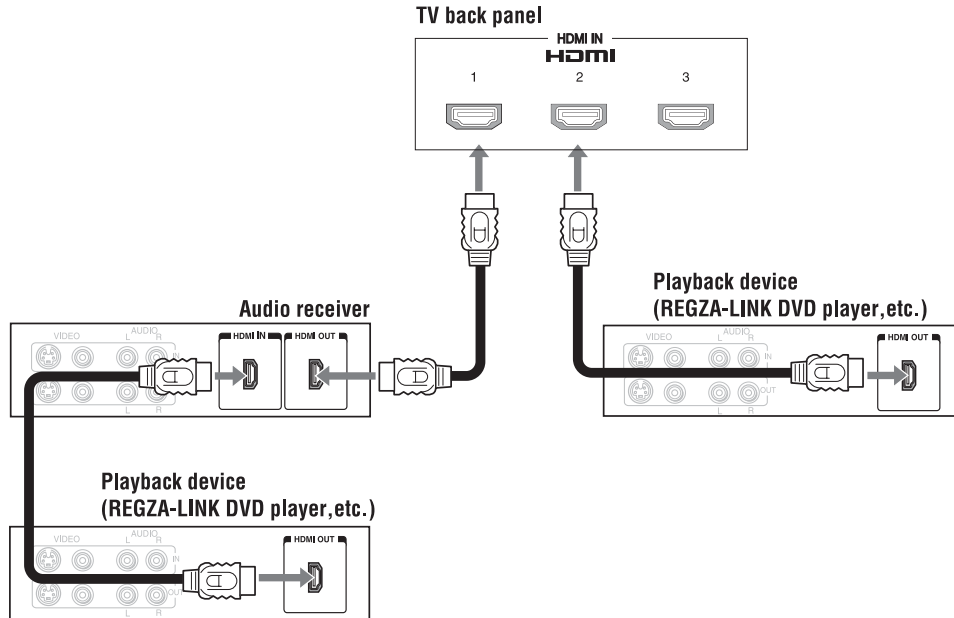 TV back panel
HDMI IN
HDMI
1 2 3
Playback device
(REGZA-LINK DVD player,etc.)
Audio receiver
VIDEO L AUDIO R
IN
OUT
L R
HDMI IN HDMI OUT
VIDEO L AUDIO R
IN
OUT
L R
HDMI OUT
Playback device
(REGZA-LINK DVD player,etc.)
VIDEO L AUDIO R
IN
OUT
L R
HDMI OUT